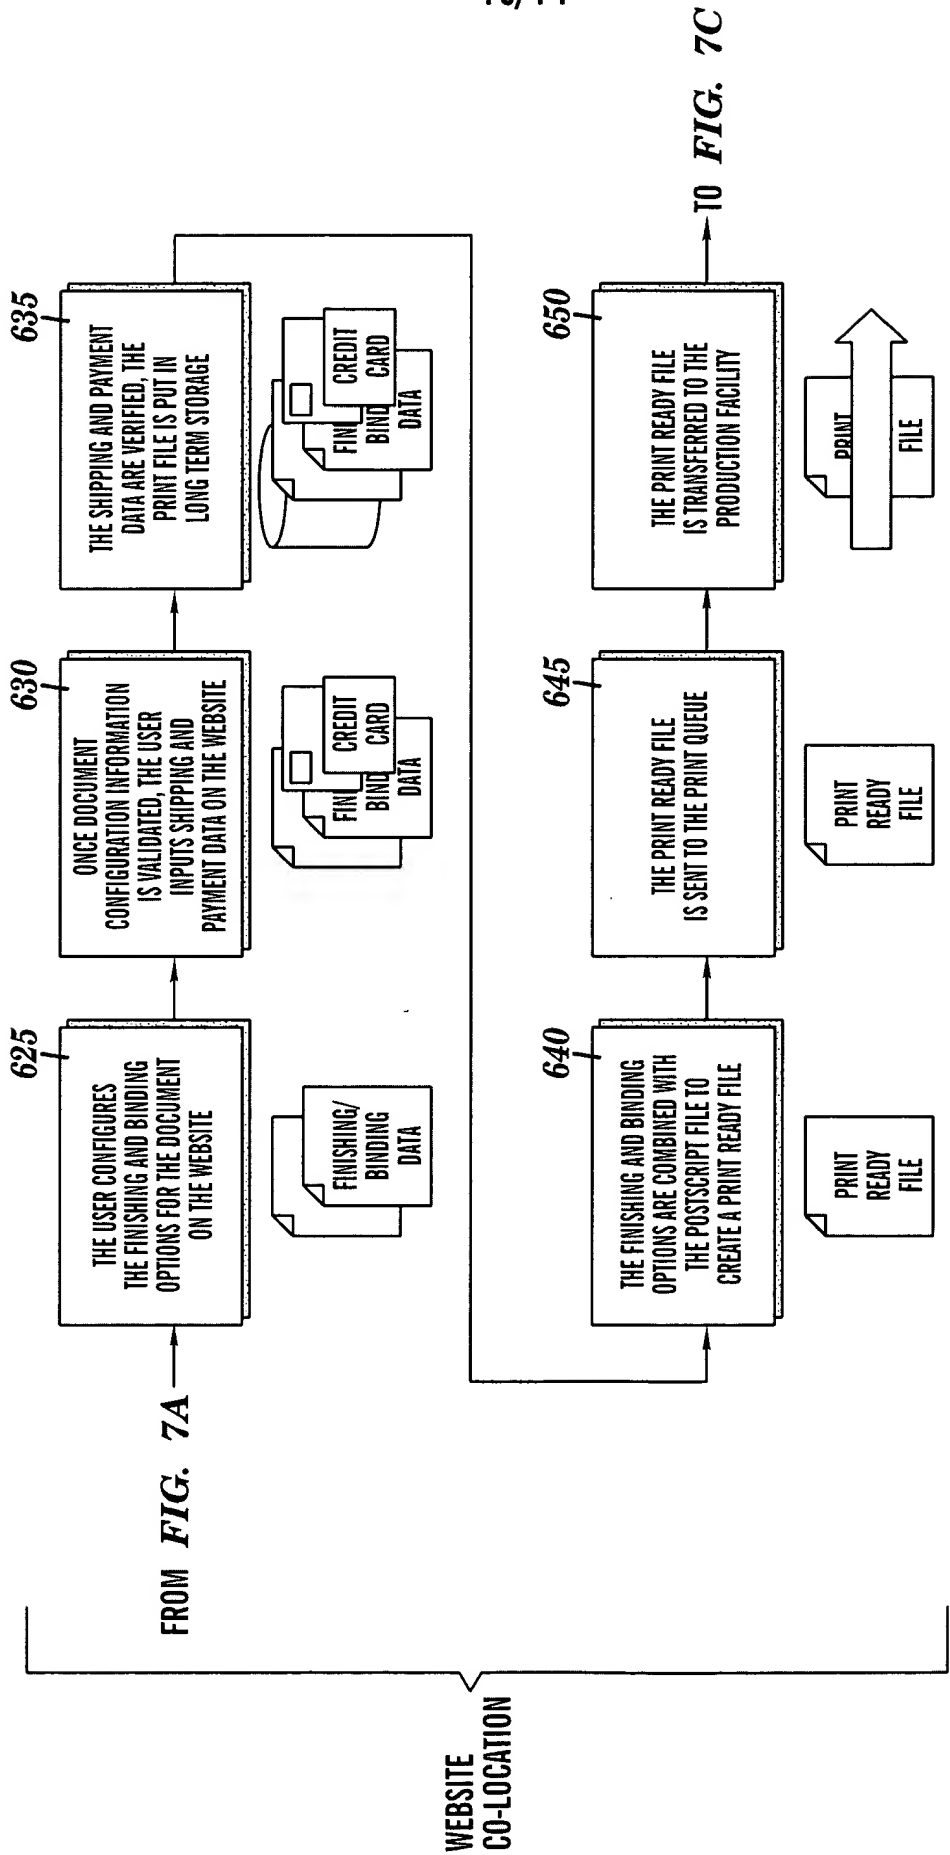 FROM FIG. 7A
625
THE USER CONFIGURES
THE FINISHING AND BINDING
OPTIONS FOR THE DOCUMENT
ON THE WEBSITE
FINISHING/
BINDING
DATA
630
ONCE DOCUMENT
CONFIGURATION INFORMATION
IS VALIDATED, THE USER
INPUTS SHIPPING AND
PAYMENT DATA ON THE WEBSITE
CREDIT
CARD
FIN
BIND
DATA
635
THE SHIPPING AND PAYMENT
DATA ARE VERIFIED, THE
PRINT FILE IS PUT IN
LONG TERM STORAGE
CREDIT
CARD
FIN
BIND
DATA
WEBSITE
CO-LOCATION
640
THE FINISHING AND BINDING
OPTIONS ARE COMBINED WITH
THE POSTSCRIPT FILE TO
CREATE A PRINT READY FILE
PRINT
READY
FILE
645
THE PRINT READY FILE
IS SENT TO THE PRINT QUEUE
PRINT
READY
FILE
650
THE PRINT READY FILE
IS TRANSFERRED TO THE
PRODUCTION FACILITY
PRINT
FILE
TO FIG. 7C